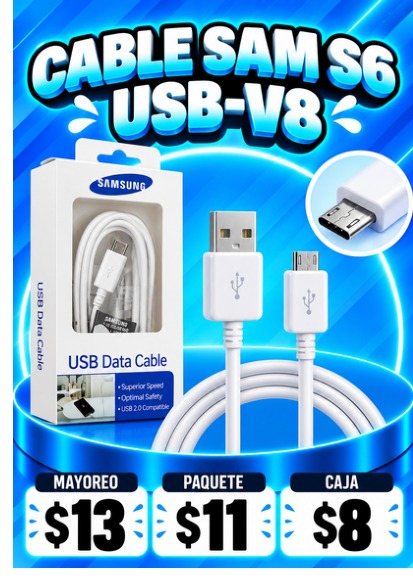 CABLE SAM S6
USB-V8
SAMSUNG
USB Data Cable
SAMSUNG
USB Data Cable
• Superior Speed
• Optimal Safety
• USB 2.0 Compatible
MAYOREO
PAQUETE
CAJA
$13
$11
$8